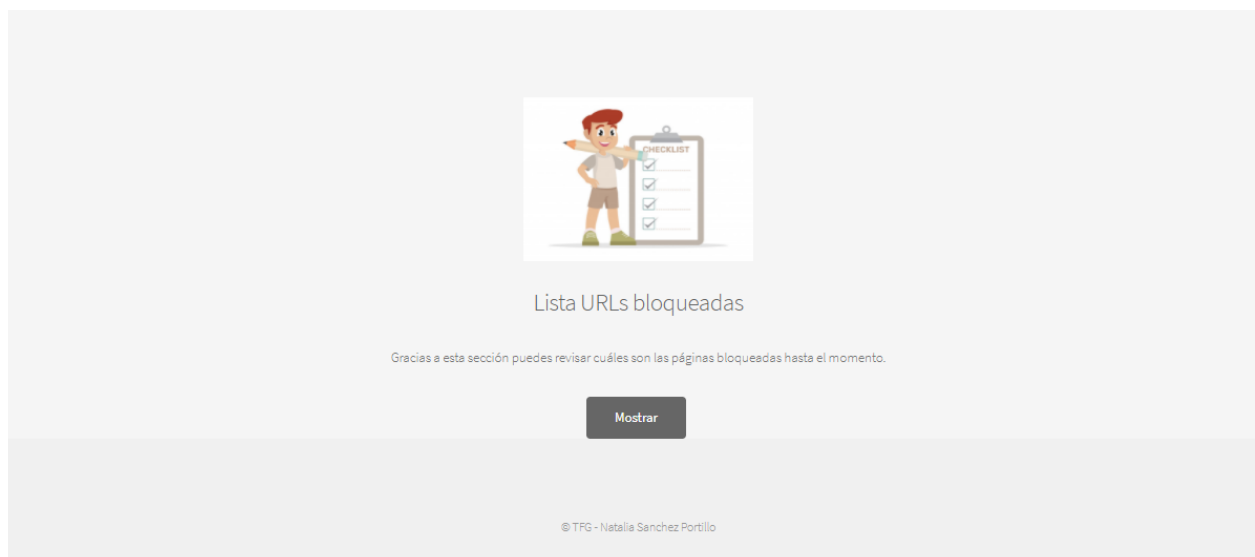 CHECKLIST
Lista URLs bloqueadas
Gracias a esta sección puedes revisar cuáles son las páginas bloqueadas hasta el momento.
Mostrar
© TFG - Natalia Sanchez Portillo